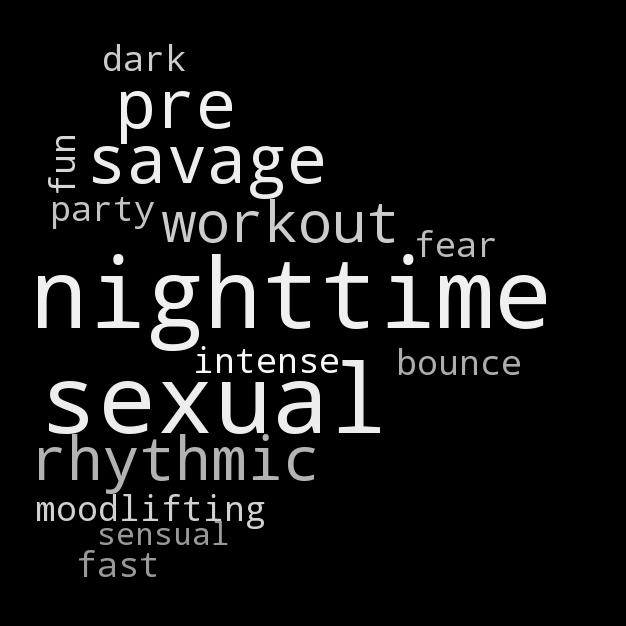 dark
pre
fun
savage
party
workout
fear
nighttime
intense
bounce
sexual
rhythmic
moodlifting
sensual
fast